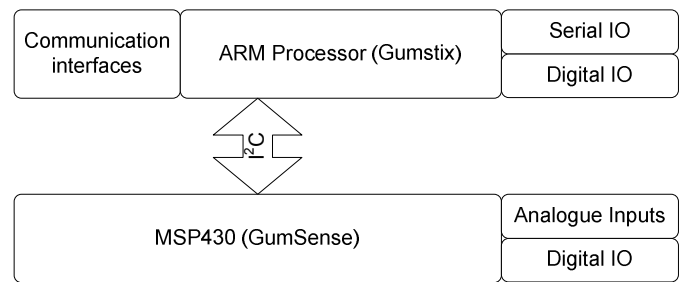 Communication
interfaces
ARM Processor (Gumstix)
Serial IO
Digital IO
I²C
MSP430 (GumSense)
Analogue Inputs
Digital IO